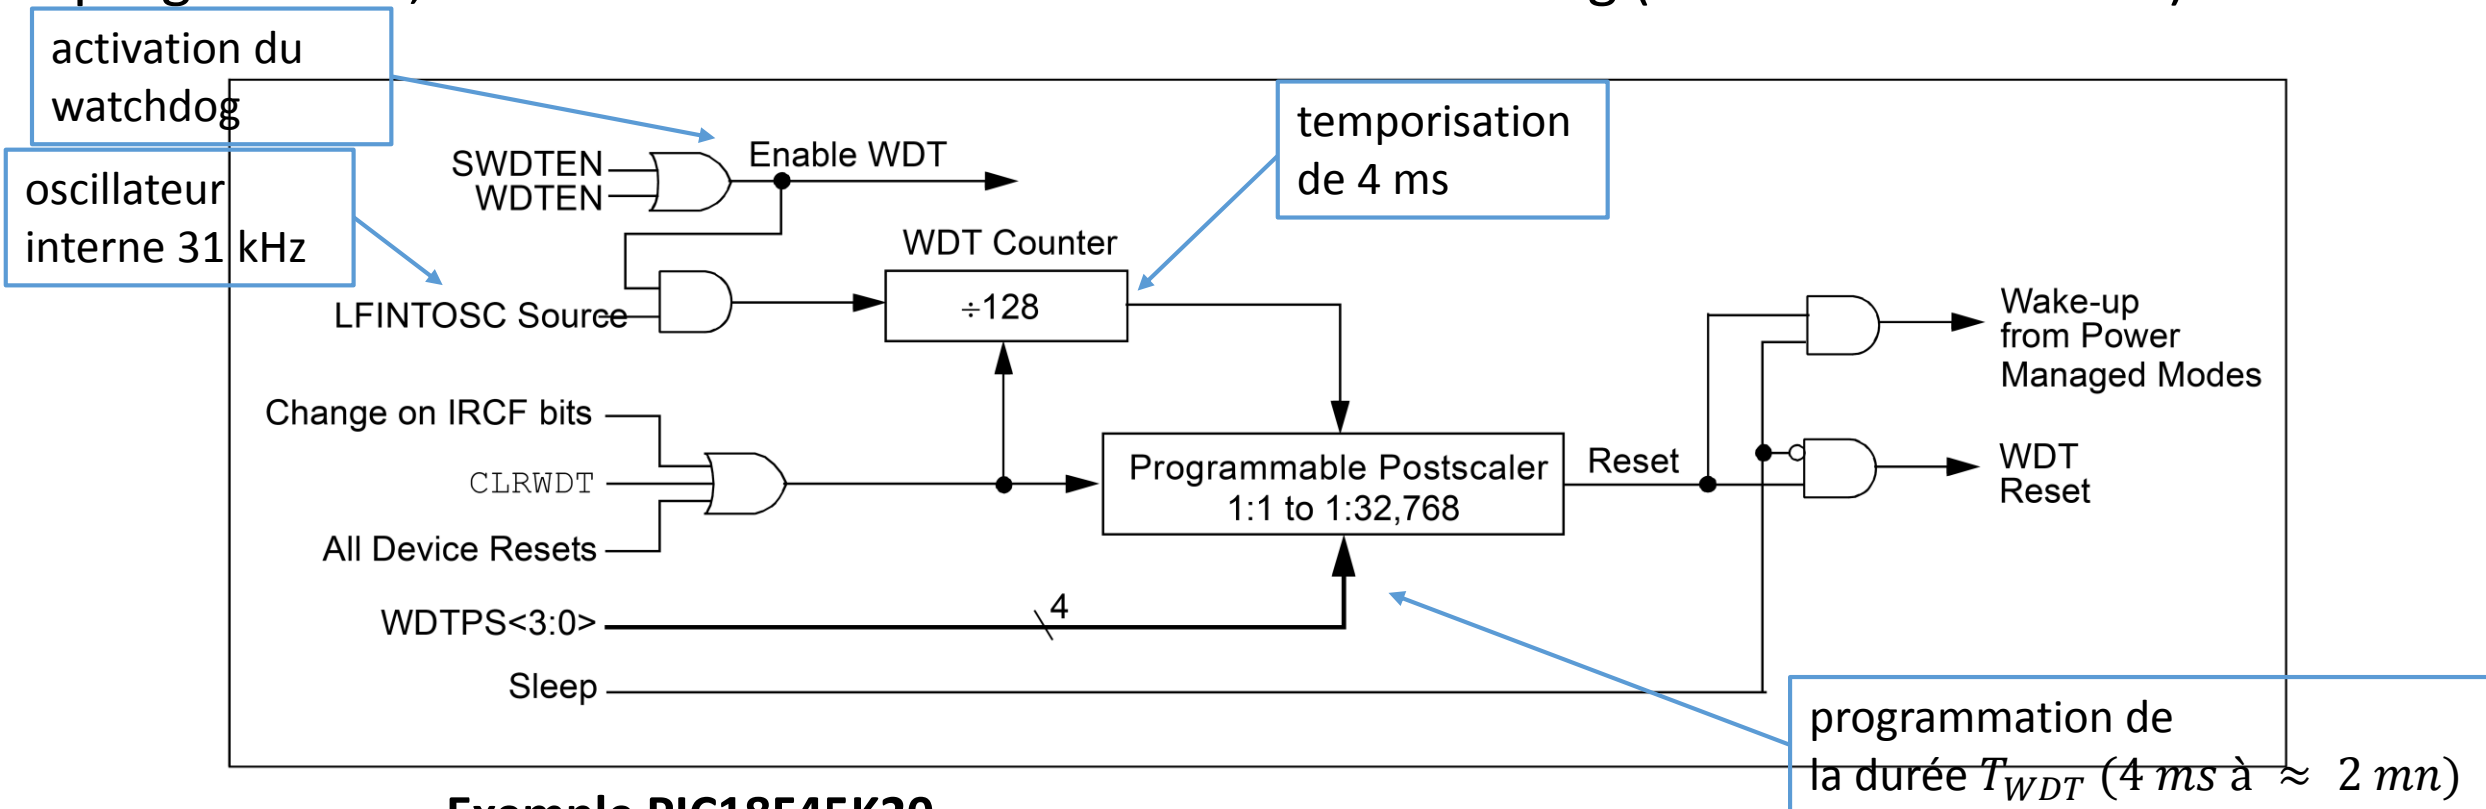 activation du
watchdog
oscillateur
interne 31 kHz
temporisation
de 4 ms
SWDTEN
WDTEN
Enable WDT
WDT Counter
÷128
LFINTOSC Source
Change on IRCF bits
CLRWDT
All Device Resets
WDTPS<3:0>
4
Sleep
Programmable Postscaler
1:1 to 1:32,768
Reset
Wake-up
from Power
Managed Modes
WDT
Reset
programmation de
la durée T_WDT (4 ms à ≈ 2 mn)